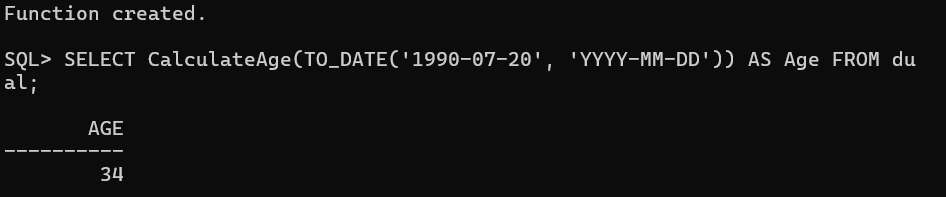 Function created.
SQL> SELECT CalculateAge(TO_DATE('1990-07-20', 'YYYY-MM-DD')) AS Age FROM du
al;
       AGE
----------
        34